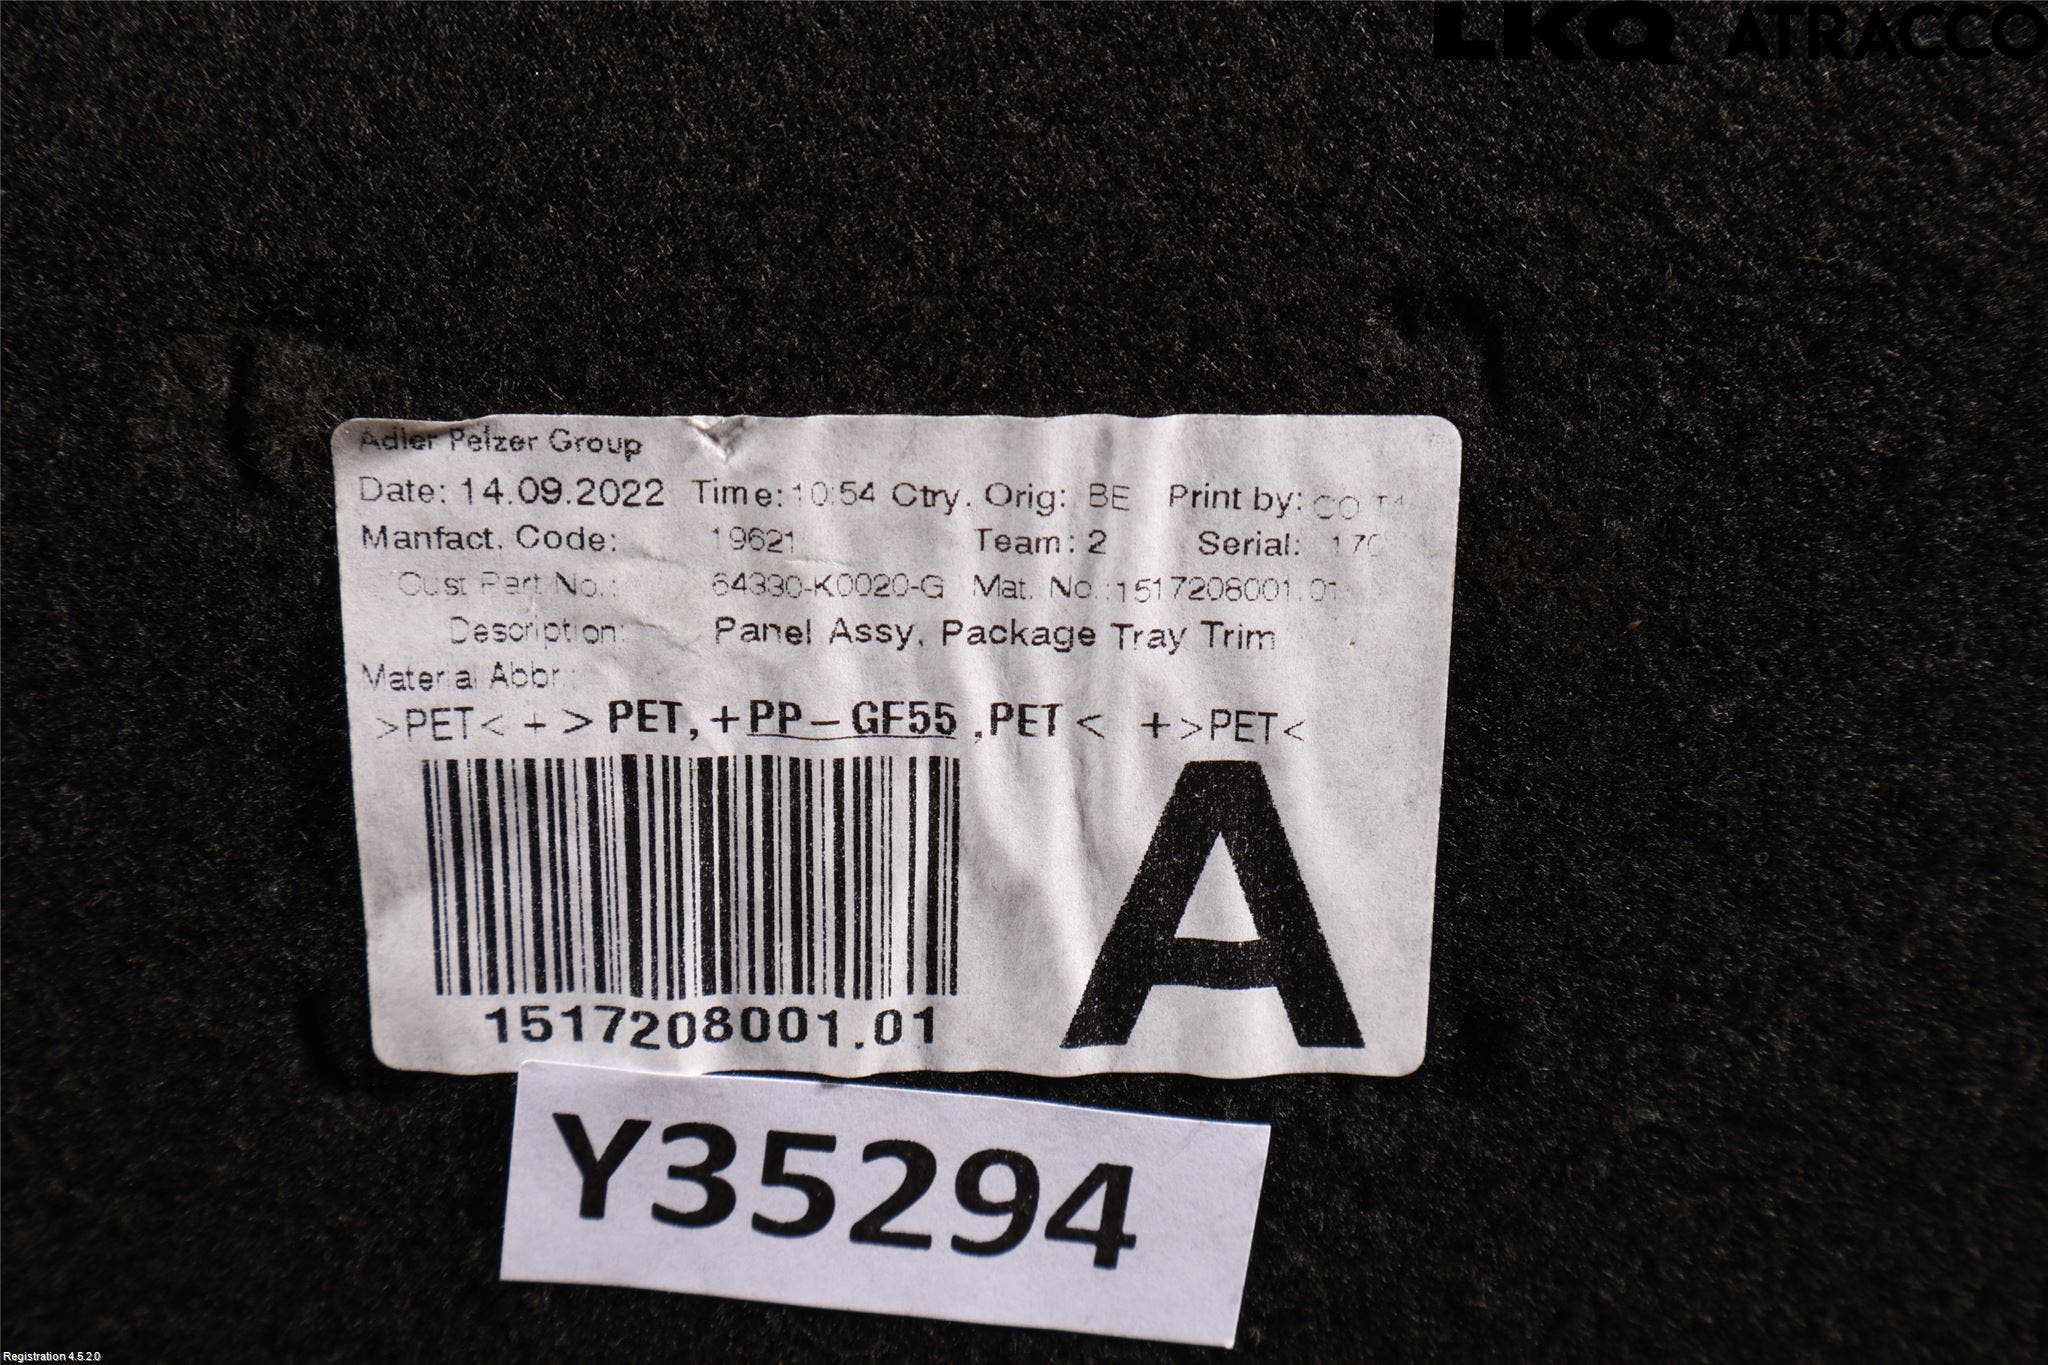 LKQ ATRACCO
Adler Pelzer Group
Date: 14.09.2022 Time: 10:54 Ctry. Orig: BE Print by:
Manfact. Code: 19621 Team: 2 Serial:
Cust Part No.: 64330-K0020-G Mat. No.: 1517208001.01
Description: Panel Assy, Package Tray Trim
Material Abbr.:
>PET< + > PET, +PP-GF55 ,PET < + >PET<
A
1517208001.01
Y35294
Registration 4.5.2.0